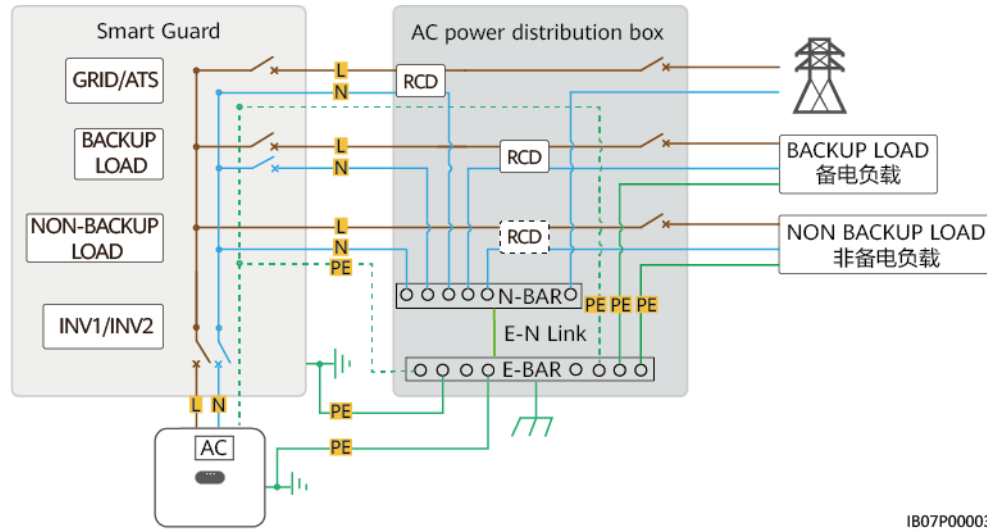 Smart Guard
AC power distribution box
GRID/ATS
L
N
RCD
BACKUP
LOAD
L
N
RCD
BACKUP LOAD
备电负载
NON-BACKUP
LOAD
L
N
PE
RCD
NON BACKUP LOAD
非备电负载
N-BAR
PE
PE
PE
INV1/INV2
E-N Link
E-BAR
L
N
PE
PE
AC
IB07P00003